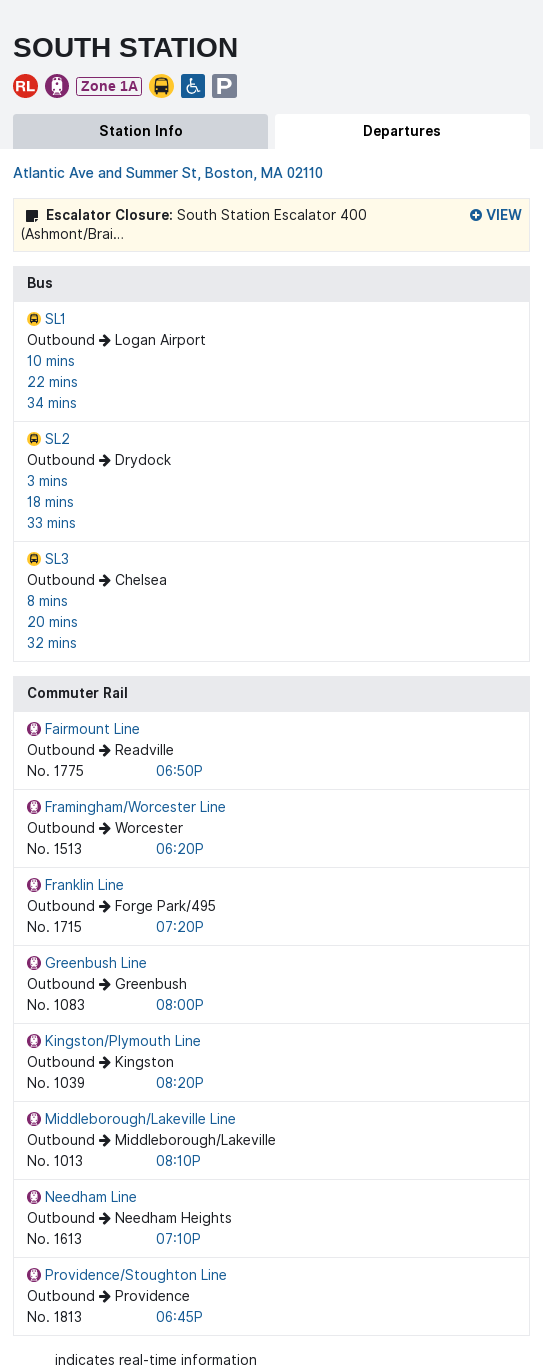 SOUTH STATION
RL Zone 1A P
Station Info Departures
Atlantic Ave and Summer St, Boston, MA 02110
Escalator Closure: South Station Escalator 400 VIEW
(Ashmont/Brai…
Bus
SL1
Outbound → Logan Airport
10 mins
22 mins
34 mins
SL2
Outbound → Drydock
3 mins
18 mins
33 mins
SL3
Outbound → Chelsea
8 mins
20 mins
32 mins
Commuter Rail
Fairmount Line
Outbound → Readville
No. 1775 06:50P
Framingham/Worcester Line
Outbound → Worcester
No. 1513 06:20P
Franklin Line
Outbound → Forge Park/495
No. 1715 07:20P
Greenbush Line
Outbound → Greenbush
No. 1083 08:00P
Kingston/Plymouth Line
Outbound → Kingston
No. 1039 08:20P
Middleborough/Lakeville Line
Outbound → Middleborough/Lakeville
No. 1013 08:10P
Needham Line
Outbound → Needham Heights
No. 1613 07:10P
Providence/Stoughton Line
Outbound → Providence
No. 1813 06:45P
indicates real-time information